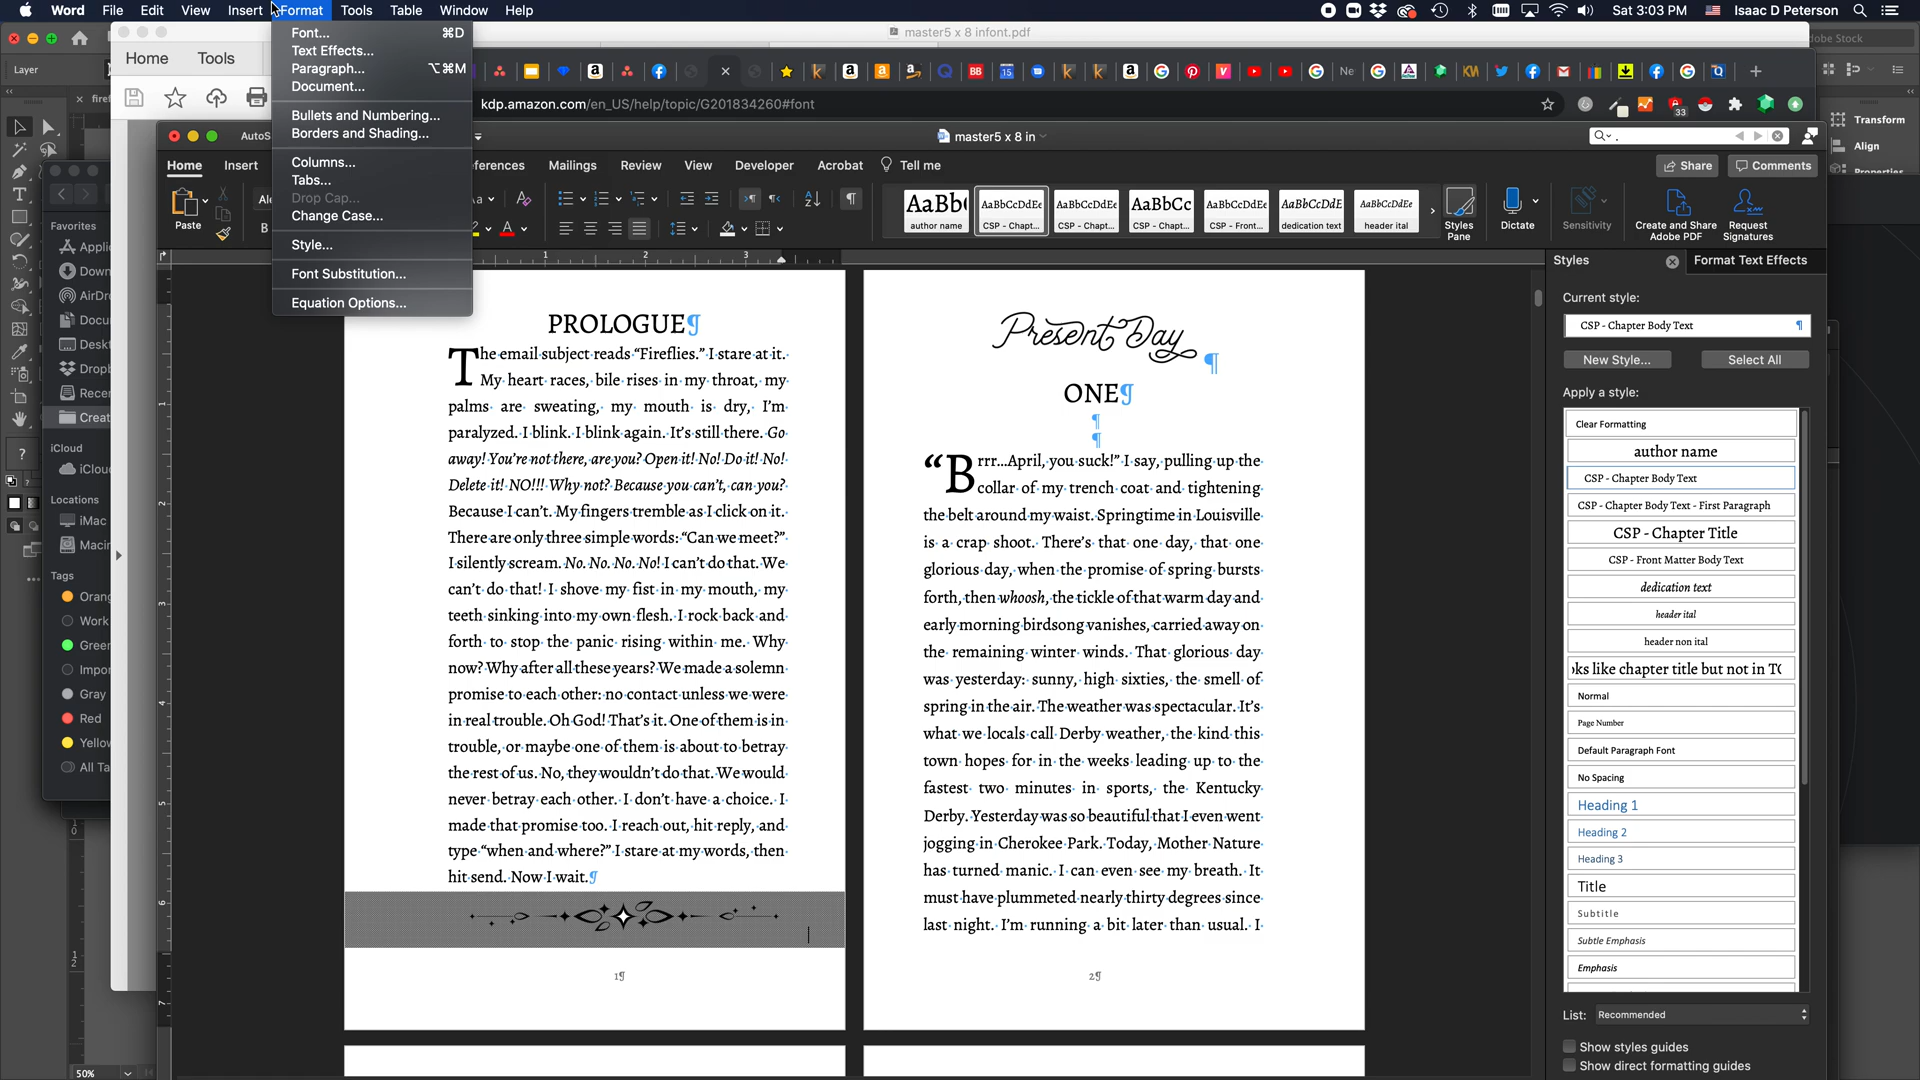 Word File Edit View Insert Format Tools Table Window Help
Sat 3:03 PM Isaac D Peterson
Font... ⌘D
Text Effects...
Paragraph... ⌥⌘M
Document...
Bullets and Numbering...
Borders and Shading...
Columns...
Tabs...
Drop Cap...
Change Case...
Style...
Font Substitution...
Equation Options...
master5 x 8 infont.pdf
Home Tools
Layer
kdp.amazon.com/en_US/help/topic/G201834260#font
33
Transform
Align
Properties
AutoS
master5 x 8 in
Home Insert
Mailings Review View Developer Acrobat Tell me
Share Comments
Paste
AaBb(
author name
AaBbCcDdEe
CSP - Chapt...
AaBbCcDdEe
CSP - Chapt...
AaBbCc
CSP - Chapt...
AaBbCcDdEe
CSP - Front...
AaBbCcDdE
dedication text
AaBbCcDdEe
header ital
Styles
Pane
Dictate
Sensitivity
Create and Share
Adobe PDF
Request
Signatures
Favorites
iCloud
Locations
iMac
Tags
Work
Gray
Red
50%
1 2 3
PROLOGUE¶
The email subject reads “Fireflies.” I stare at it.
My heart races, bile rises in my throat, my
palms are sweating, my mouth is dry, I’m
paralyzed. I blink. I blink again. It’s still there. Go
away! You’re not there, are you? Open it! No! Do it! No!
Delete it! NO!!! Why not? Because you can’t, can you?
Because I can’t. My fingers tremble as I click on it.
There are only three simple words: “Can we meet?”
I silently scream. No. No. No. No! I can’t do that. We
can’t do that! I shove my fist in my mouth, my
teeth sinking into my own flesh. I rock back and
forth to stop the panic rising within me. Why
now? Why after all these years? We made a solemn
promise to each other: no contact unless we were
in real trouble. Oh God! That’s it. One of them is in
trouble, or maybe one of them is about to betray
the rest of us. No, they wouldn’t do that. We would
never betray each other. I don’t have a choice. I
made that promise too. I reach out, hit reply, and
type “when and where?” I stare at my words, then
hit send. Now I wait.¶
1¶
Present Day¶
ONE¶
¶
¶
“Brrr...April, you suck!” I say, pulling up the
collar of my trench coat and tightening
the belt around my waist. Springtime in Louisville
is a crap shoot. There’s that one day, that one
glorious day, when the promise of spring bursts
forth, then whoosh, the tickle of that warm day and
early morning birdsong vanishes, carried away on
the remaining winter winds. That glorious day
was yesterday: sunny, high sixties, the smell of
spring in the air. The weather was spectacular. It’s
what we locals call Derby weather, the kind this
town hopes for in the weeks leading up to the
fastest two minutes in sports, the Kentucky
Derby. Yesterday was so beautiful that I even went
jogging in Cherokee Park. Today, Mother Nature
has turned manic. I can even see my breath. It
must have plummeted nearly thirty degrees since
last night. I’m running a bit later than usual. I
2¶
Styles Format Text Effects
Current style:
CSP - Chapter Body Text ¶
New Style... Select All
Apply a style:
Clear Formatting
author name
CSP - Chapter Body Text
CSP - Chapter Body Text - First Paragraph
CSP - Chapter Title
CSP - Front Matter Body Text
dedication text
header ital
header non ital
ks like chapter title but not in TO
Normal
Page Number
Default Paragraph Font
No Spacing
Heading 1
Heading 2
Heading 3
Title
Subtitle
Subtle Emphasis
Emphasis
List: Recommended
Show styles guides
Show direct formatting guides